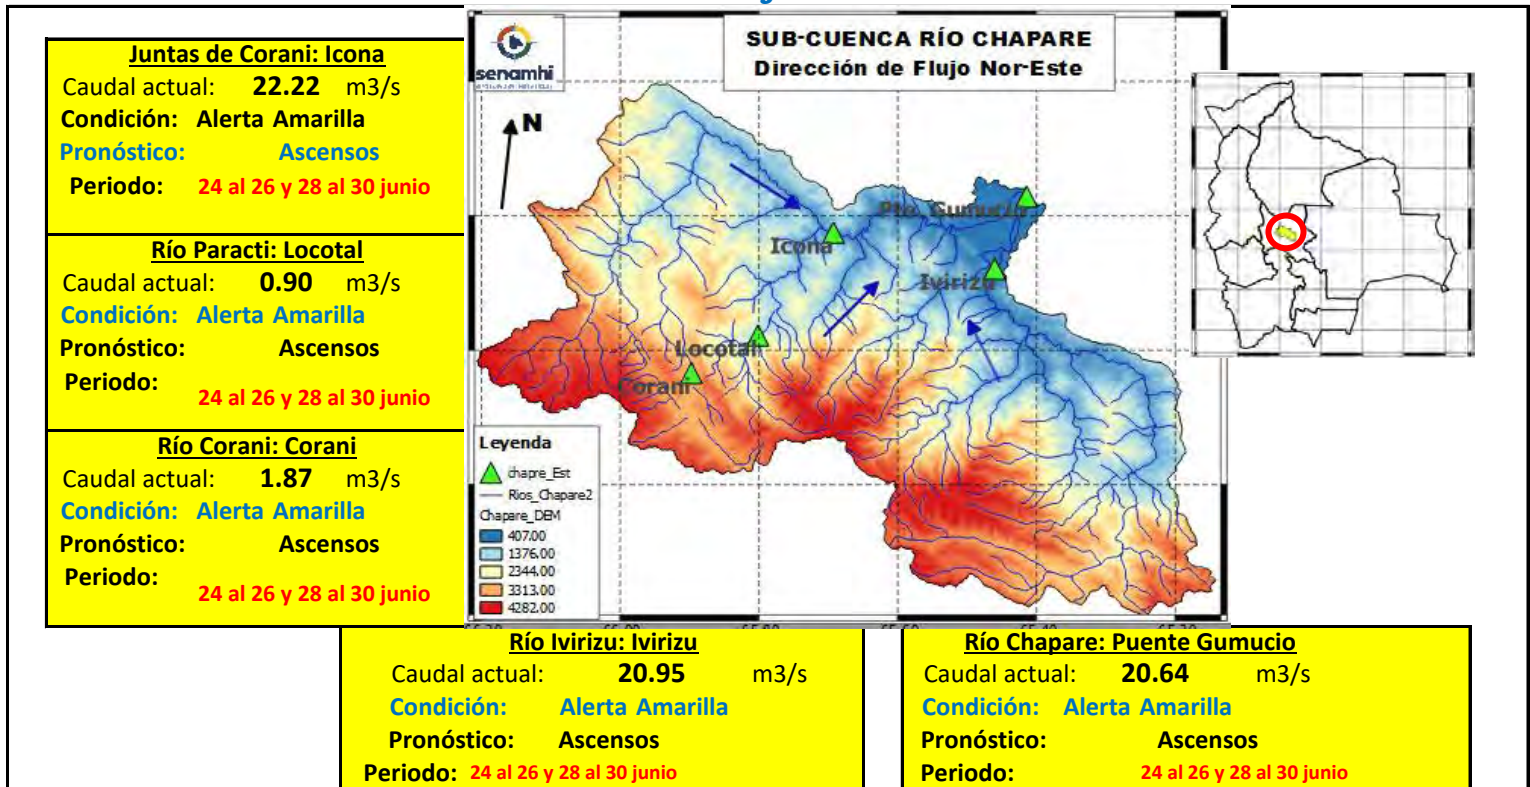 Juntas de Corani: Icona
Caudal actual: 22.22 m3/s
Condición: Alerta Amarilla
Pronóstico: Ascensos
Periodo: 24 al 26 y 28 al 30 junio
Río Paracti: Locotal
Caudal actual: 0.90 m3/s
Condición: Alerta Amarilla
Pronóstico: Ascensos
Periodo:
24 al 26 y 28 al 30 junio
Río Corani: Corani
Caudal actual: 1.87 m3/s
Condición: Alerta Amarilla
Pronóstico: Ascensos
Periodo:
24 al 26 y 28 al 30 junio
senamhi
SUB-CUENCA RÍO CHAPARE
Dirección de Flujo Nor-Este
N
Pto. Gumucio
Icona
Ivirizu
Locotal
Corani
Leyenda
chapre_Est
Rios_Chapare2
Chapare_DEM
407.00
1376.00
2344.00
3313.00
4282.00
Río Ivirizu: Ivirizu
Caudal actual: 20.95 m3/s
Condición: Alerta Amarilla
Pronóstico: Ascensos
Periodo: 24 al 26 y 28 al 30 junio
Río Chapare: Puente Gumucio
Caudal actual: 20.64 m3/s
Condición: Alerta Amarilla
Pronóstico: Ascensos
Periodo: 24 al 26 y 28 al 30 junio